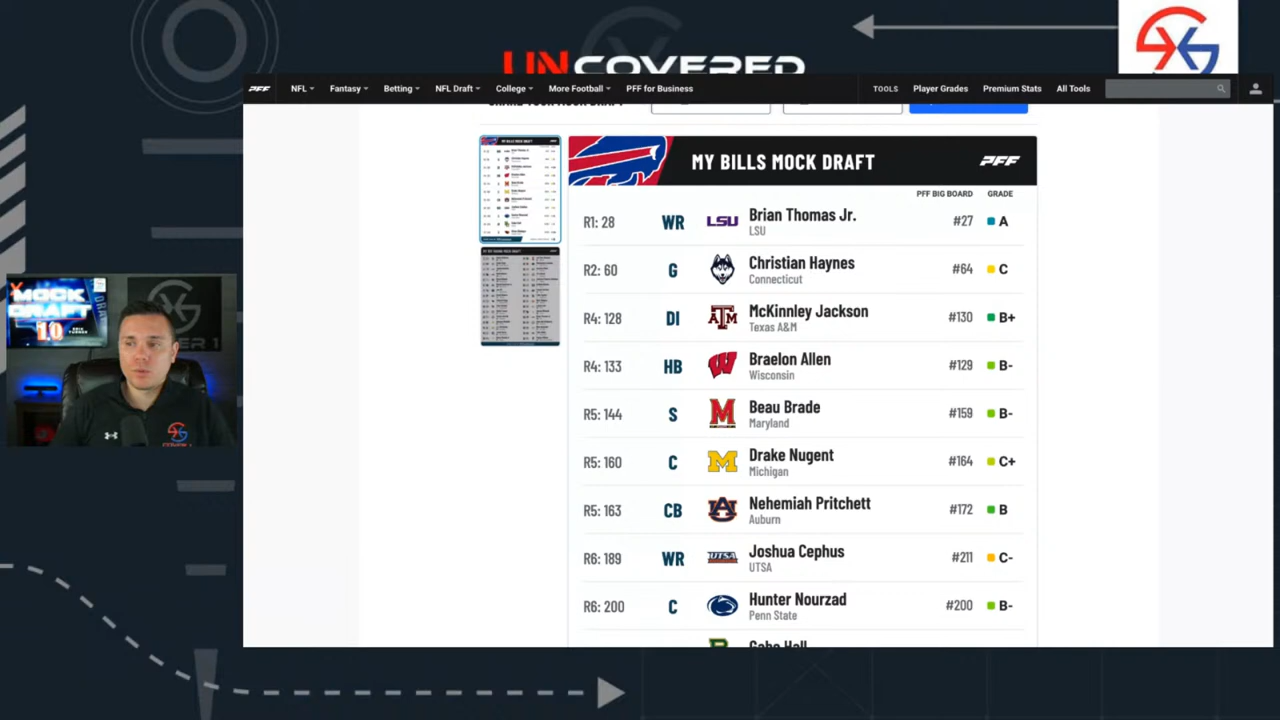 UNCOVERED
PFF NFL Fantasy Betting NFL Draft College More Football PFF for Business TOOLS Player Grades Premium Stats All Tools
MY BILLS MOCK DRAFT PFF
PFF BIG BOARD GRADE
R1: 28 WR LSU Brian Thomas Jr. #27 A
LSU
R2: 60 G Christian Haynes #64 C
Connecticut
R4: 128 DI McKinnley Jackson #130 B+
Texas A&M
R4: 133 HB Braelon Allen #129 B-
Wisconsin
R5: 144 S Beau Brade #159 B-
Maryland
R5: 160 C Drake Nugent #164 C+
Michigan
R5: 163 CB Nehemiah Pritchett #172 B
Auburn
R6: 189 WR UTSA Joshua Cephus #211 C-
UTSA
R6: 200 C Hunter Nourzad #200 B-
Penn State
MOCK
DRAFT
1.0